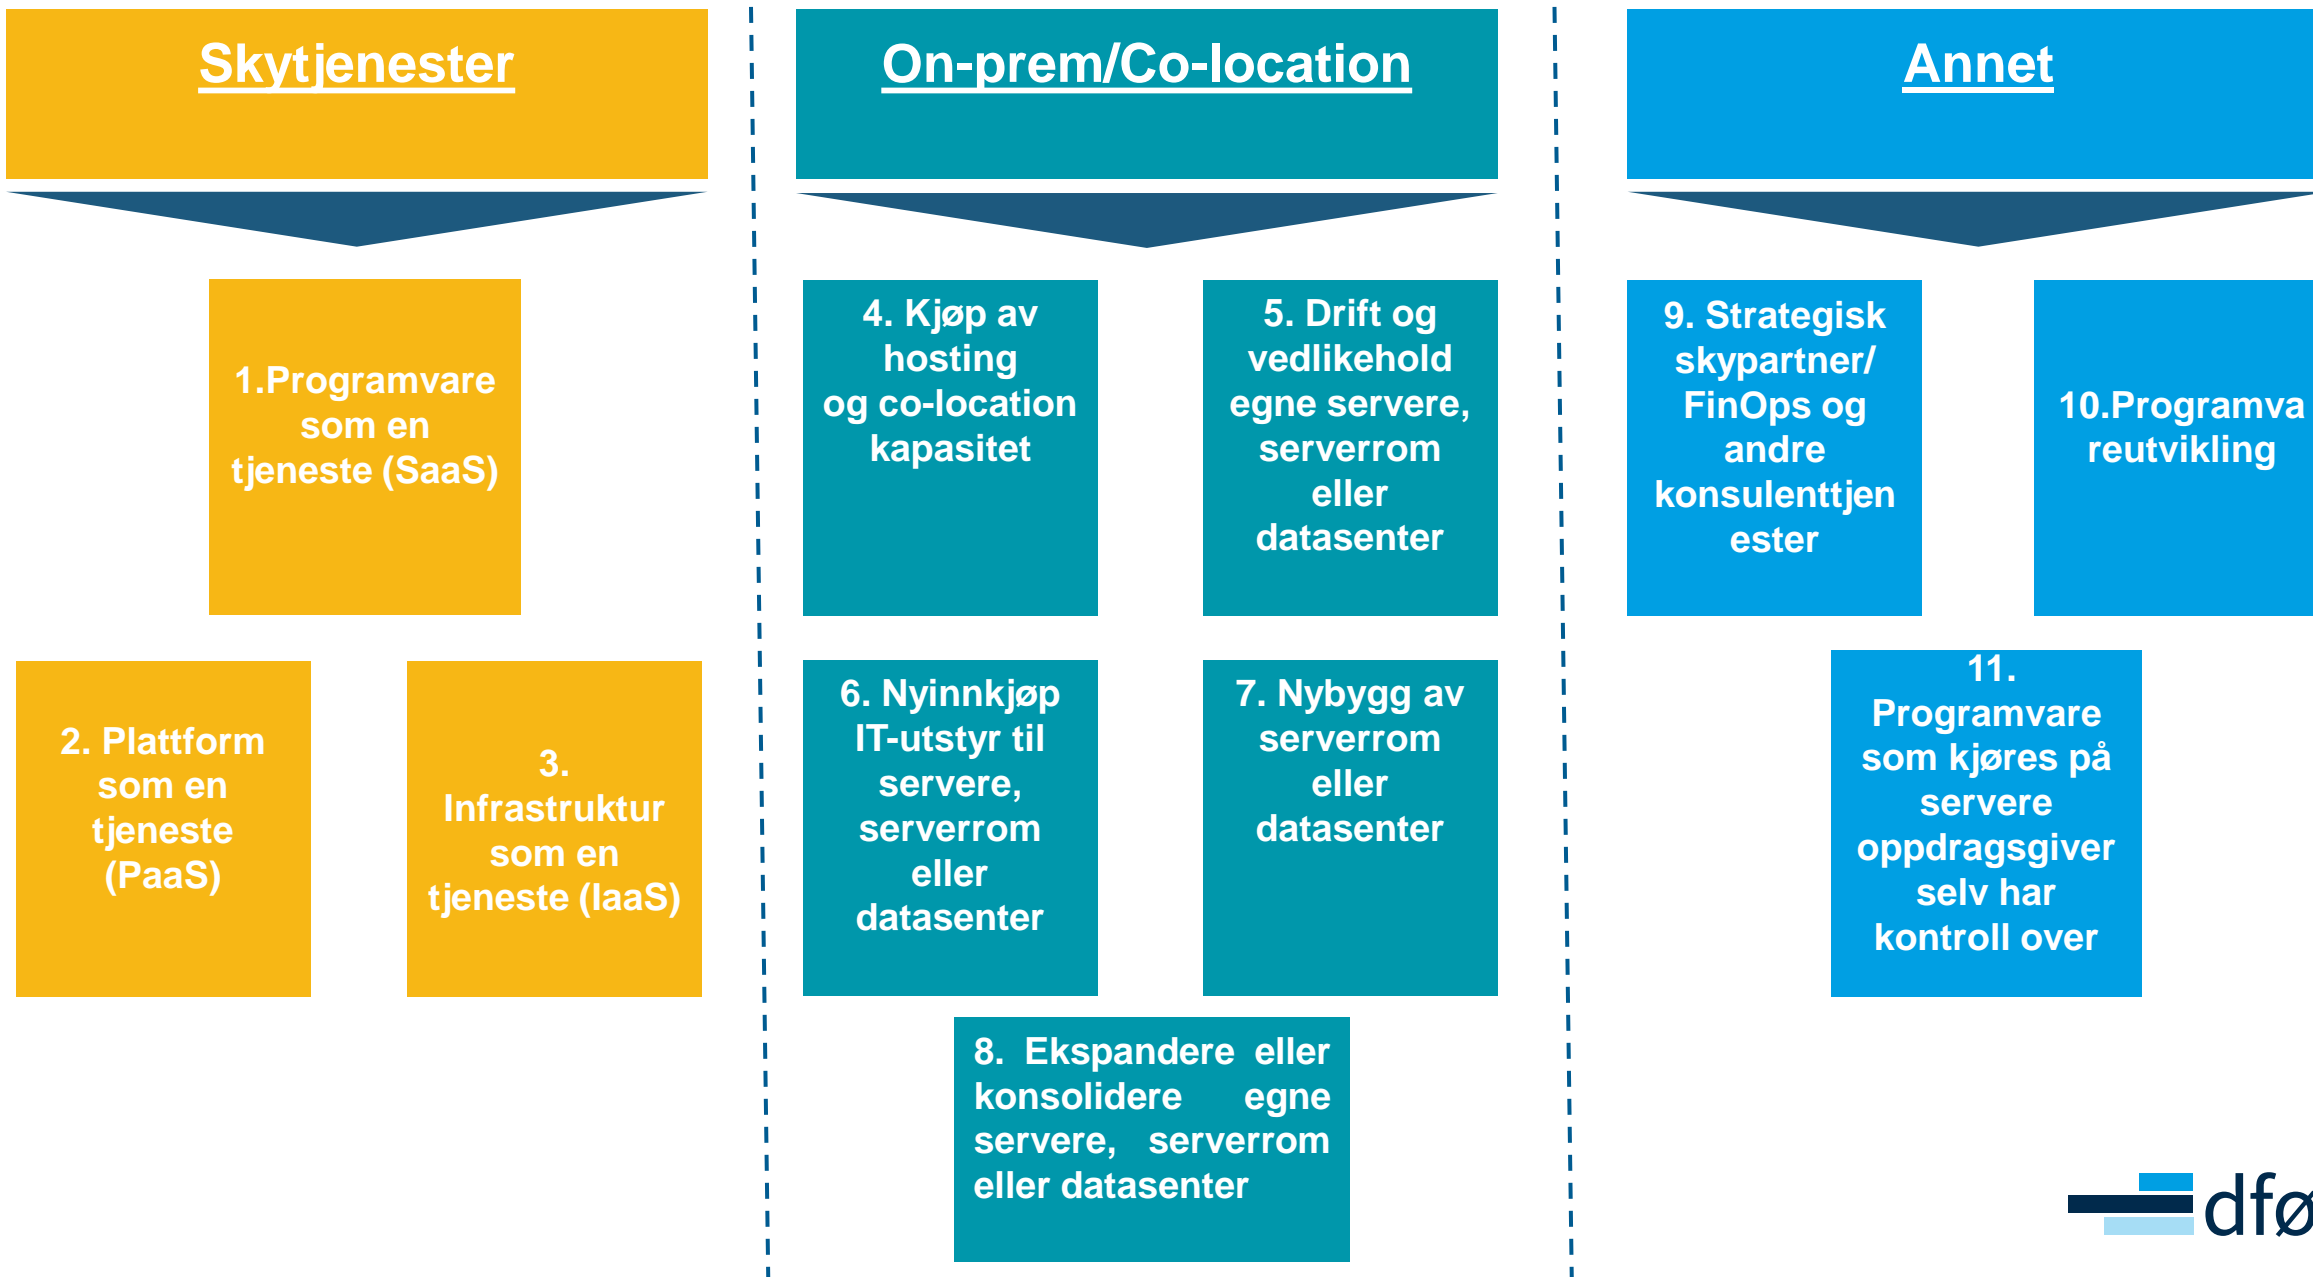 Skytjenester
On-prem/Co-location
Annet
1.Programvare
som en
tjeneste (SaaS)
2. Plattform
som en
tjeneste
(PaaS)
3.
Infrastruktur
som en
tjeneste (IaaS)
4. Kjøp av
hosting
og co-location
kapasitet
5. Drift og
vedlikehold
egne servere,
serverrom
eller
datasenter
6. Nyinnkjøp
IT-utstyr til
servere,
serverrom
eller
datasenter
7. Nybygg av
serverrom
eller
datasenter
8. Ekspandere eller
konsolidere egne
servere, serverrom
eller datasenter
9. Strategisk
skypartner/
FinOps og
andre
konsulenttjen
ester
10.Programva
reutvikling
11.
Programvare
som kjøres på
servere
oppdragsgiver
selv har
kontroll over
dfø